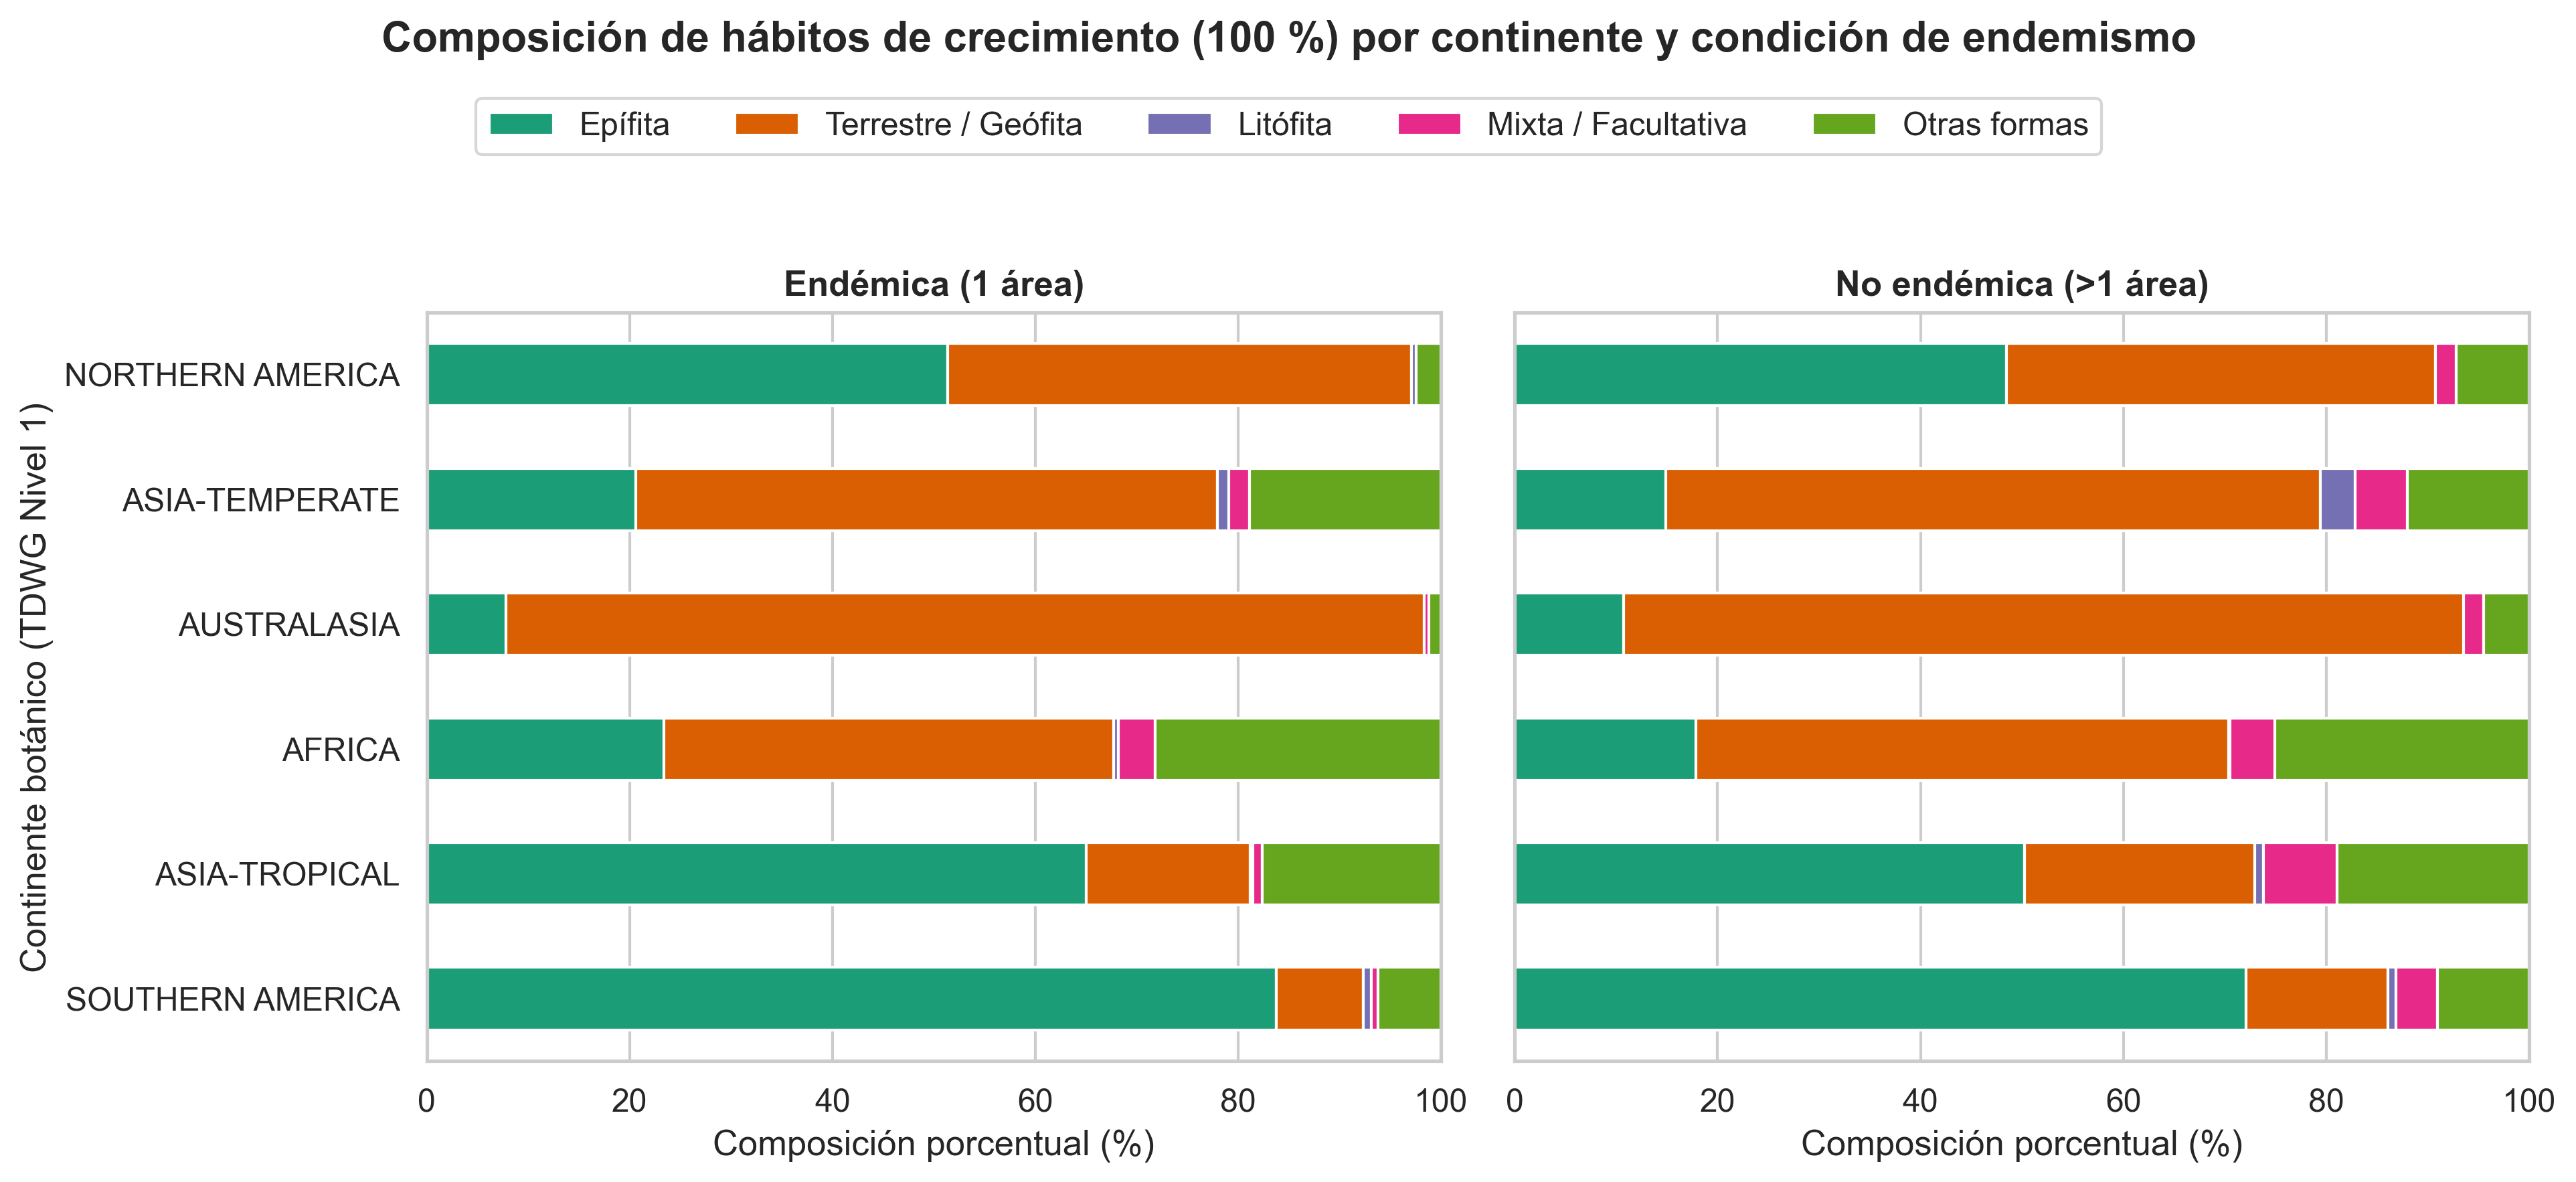 Composición de hábitos de crecimiento (100 %) por continente y condición de endemismo
Epífita Terrestre / Geófita Litófita Mixta / Facultativa Otras formas
Endémica (1 área)
No endémica (>1 área)
Continente botánico (TDWG Nivel 1)
NORTHERN AMERICA
ASIA-TEMPERATE
AUSTRALASIA
AFRICA
ASIA-TROPICAL
SOUTHERN AMERICA
0 20 40 60 80 100
0 20 40 60 80 100
Composición porcentual (%)
Composición porcentual (%)